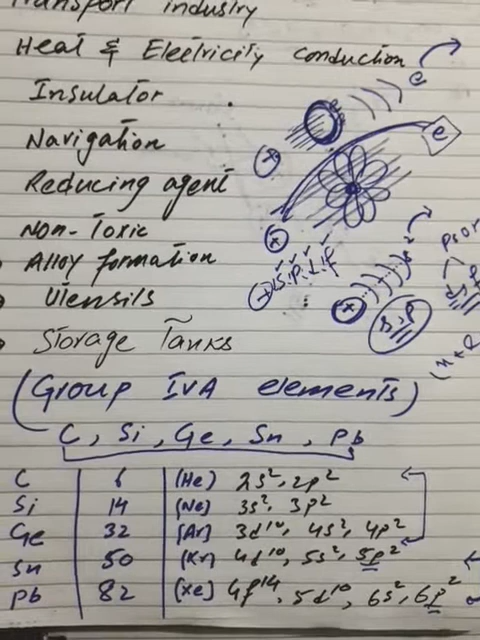 Transport industry
Heat & Electricity conduction
Insulator
Navigation
Reducing agent
Non-Toxic
Alloy formation
Utensils
Storage Tanks
e
e
s, p, d, f
s, p
(Group IVA elements)
C, Si, Ge, Sn, Pb
C 6 (He) 2s², 2p²
Si 14 (Ne) 3s², 3p²
Ge 32 [Ar] 3d¹⁰, 4s², 4p²
Sn 50 (Kr) 4d¹⁰, 5s², 5p²
Pb 82 (Xe) 4f¹⁴, 5d¹⁰, 6s², 6p²